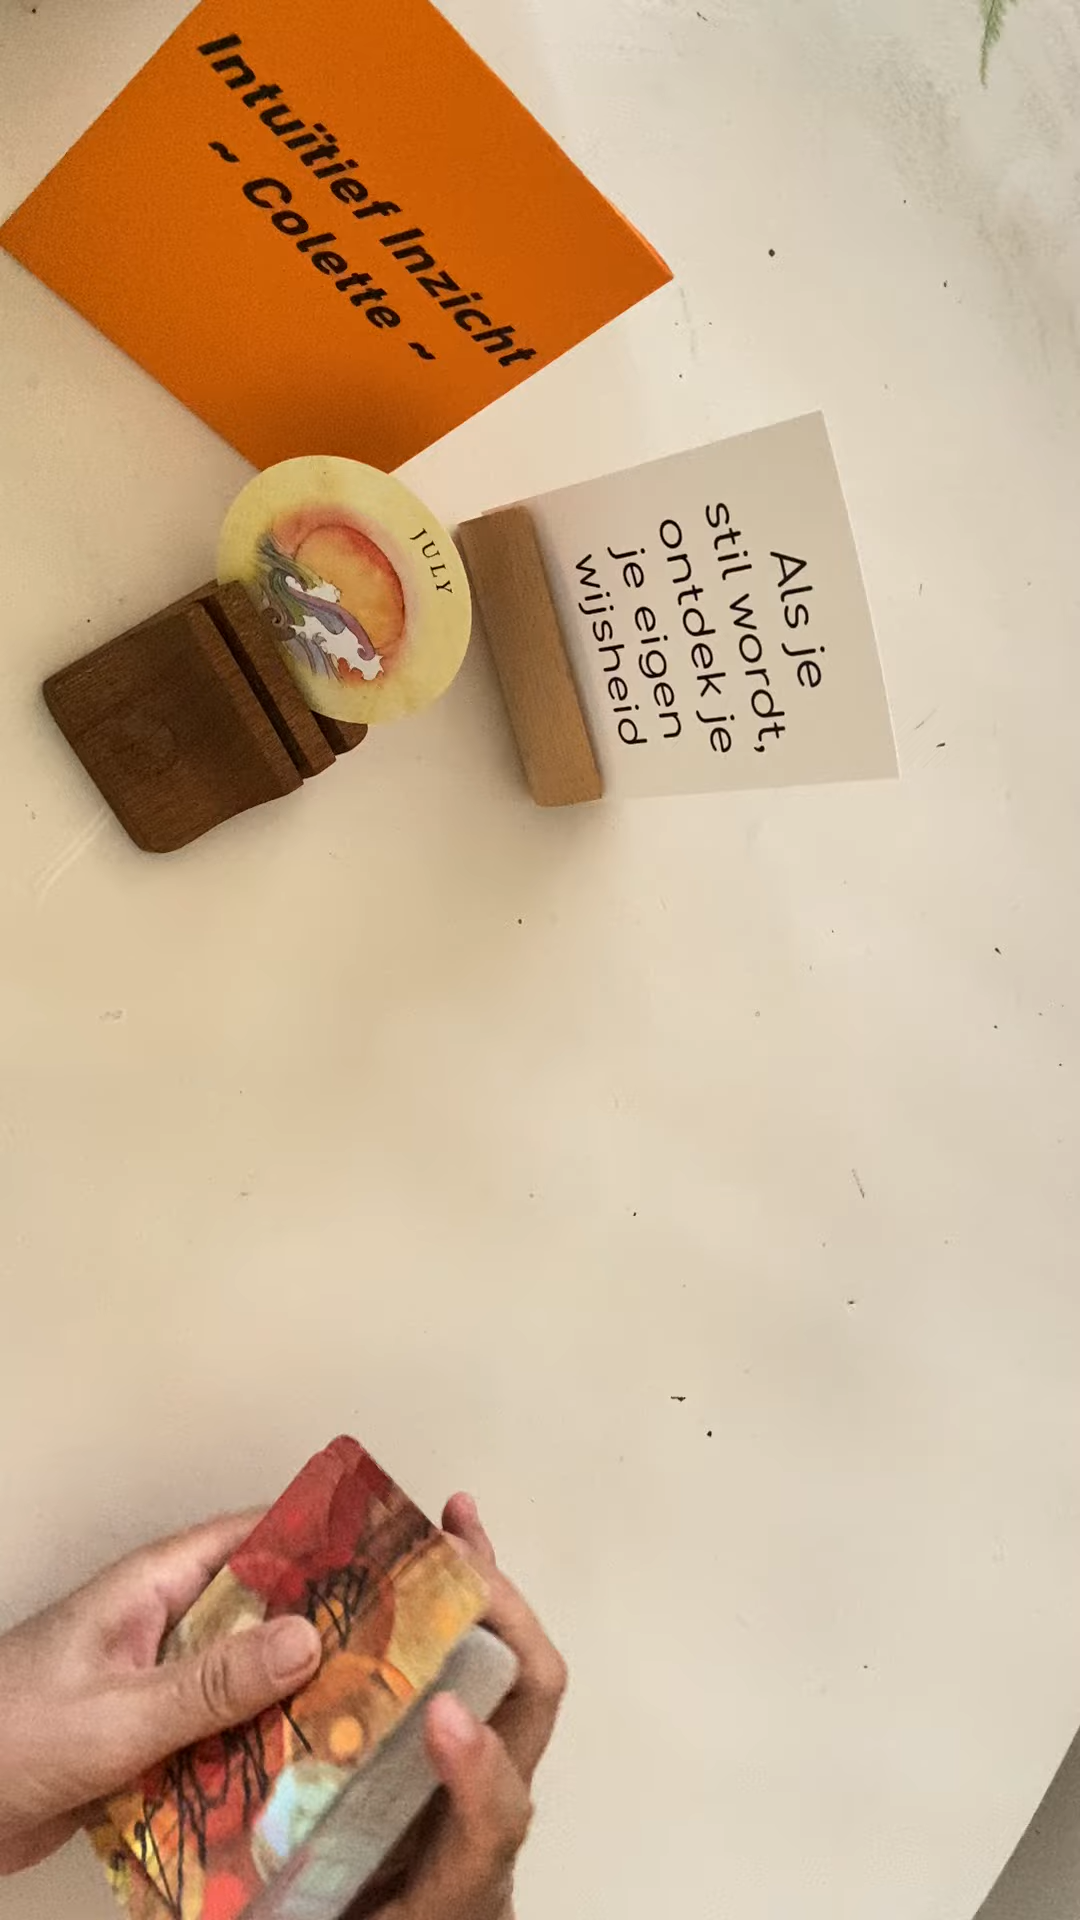 Intuïtief Inzicht
~ Colette ~
JULY
Als je
stil wordt,
ontdek je
je eigen
wijsheid